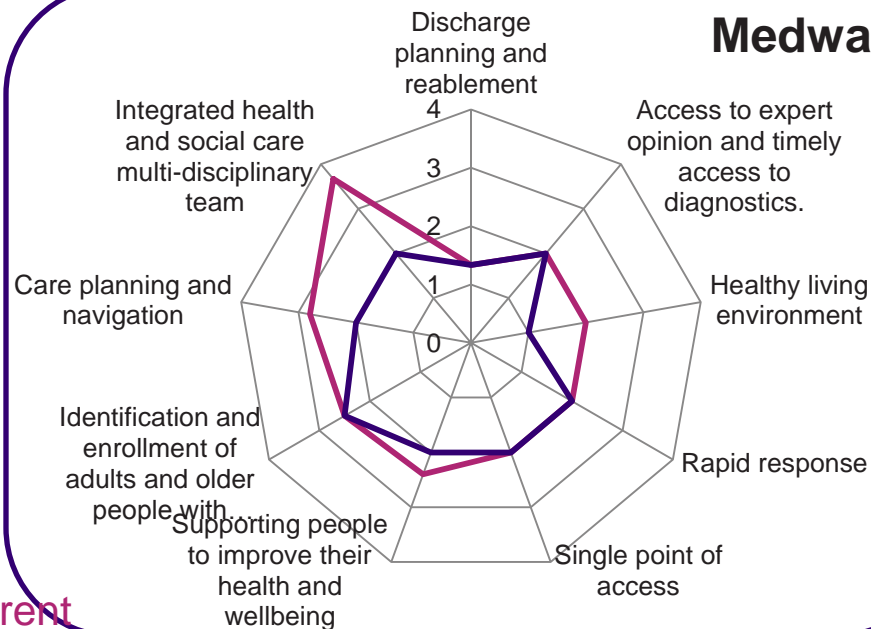 Medwa
Discharge
planning and
reablement
Access to expert
opinion and timely
access to
diagnostics.
Healthy living
environment
Rapid response
Single point of
access
Supporting people
to improve their
health and
wellbeing
Identification and
enrollment of
adults and older
people with…
Care planning and
navigation
Integrated health
and social care
multi-disciplinary
team
4
3
2
1
0
rent